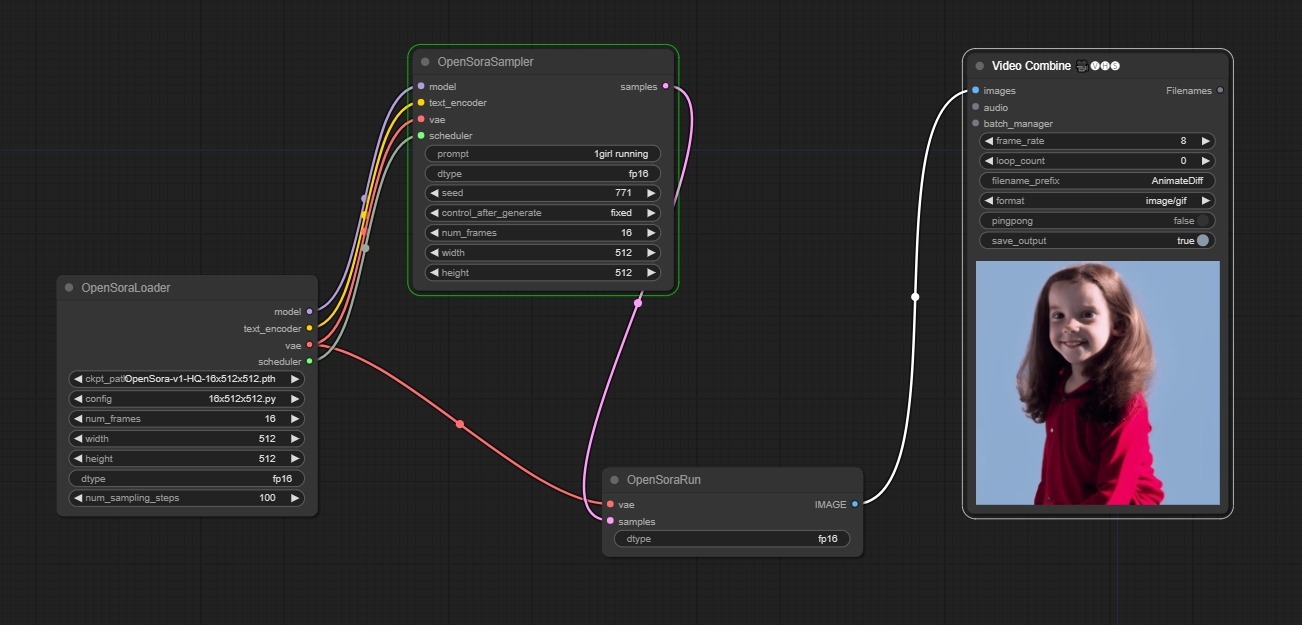 OpenSoraSampler
model samples
text_encoder
vae
scheduler
prompt 1girl running
dtype fp16
seed 771
control_after_generate fixed
num_frames 16
width 512
height 512
Video Combine VHS
images Filenames
audio
batch_manager
frame_rate 8
loop_count 0
filename_prefix AnimateDiff
format image/gif
pingpong false
save_output true
OpenSoraLoader
model
text_encoder
vae
scheduler
ckpt_path OpenSora-v1-HQ-16x512x512.pth
config 16x512x512.py
num_frames 16
width 512
height 512
dtype fp16
num_sampling_steps 100
OpenSoraRun
vae IMAGE
samples
dtype fp16